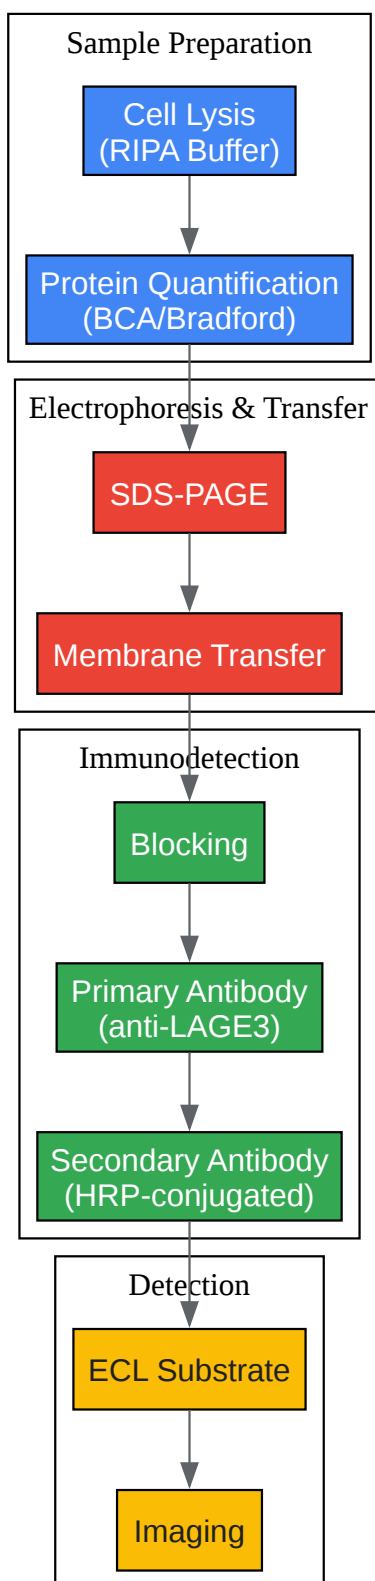 Sample Preparation
Cell Lysis
(RIPA Buffer)
Protein Quantification
(BCA/Bradford)
Electrophoresis & Transfer
SDS-PAGE
Membrane Transfer
Immunodetection
Blocking
Primary Antibody
(anti-LAGE3)
Secondary Antibody
(HRP-conjugated)
Detection
ECL Substrate
Imaging